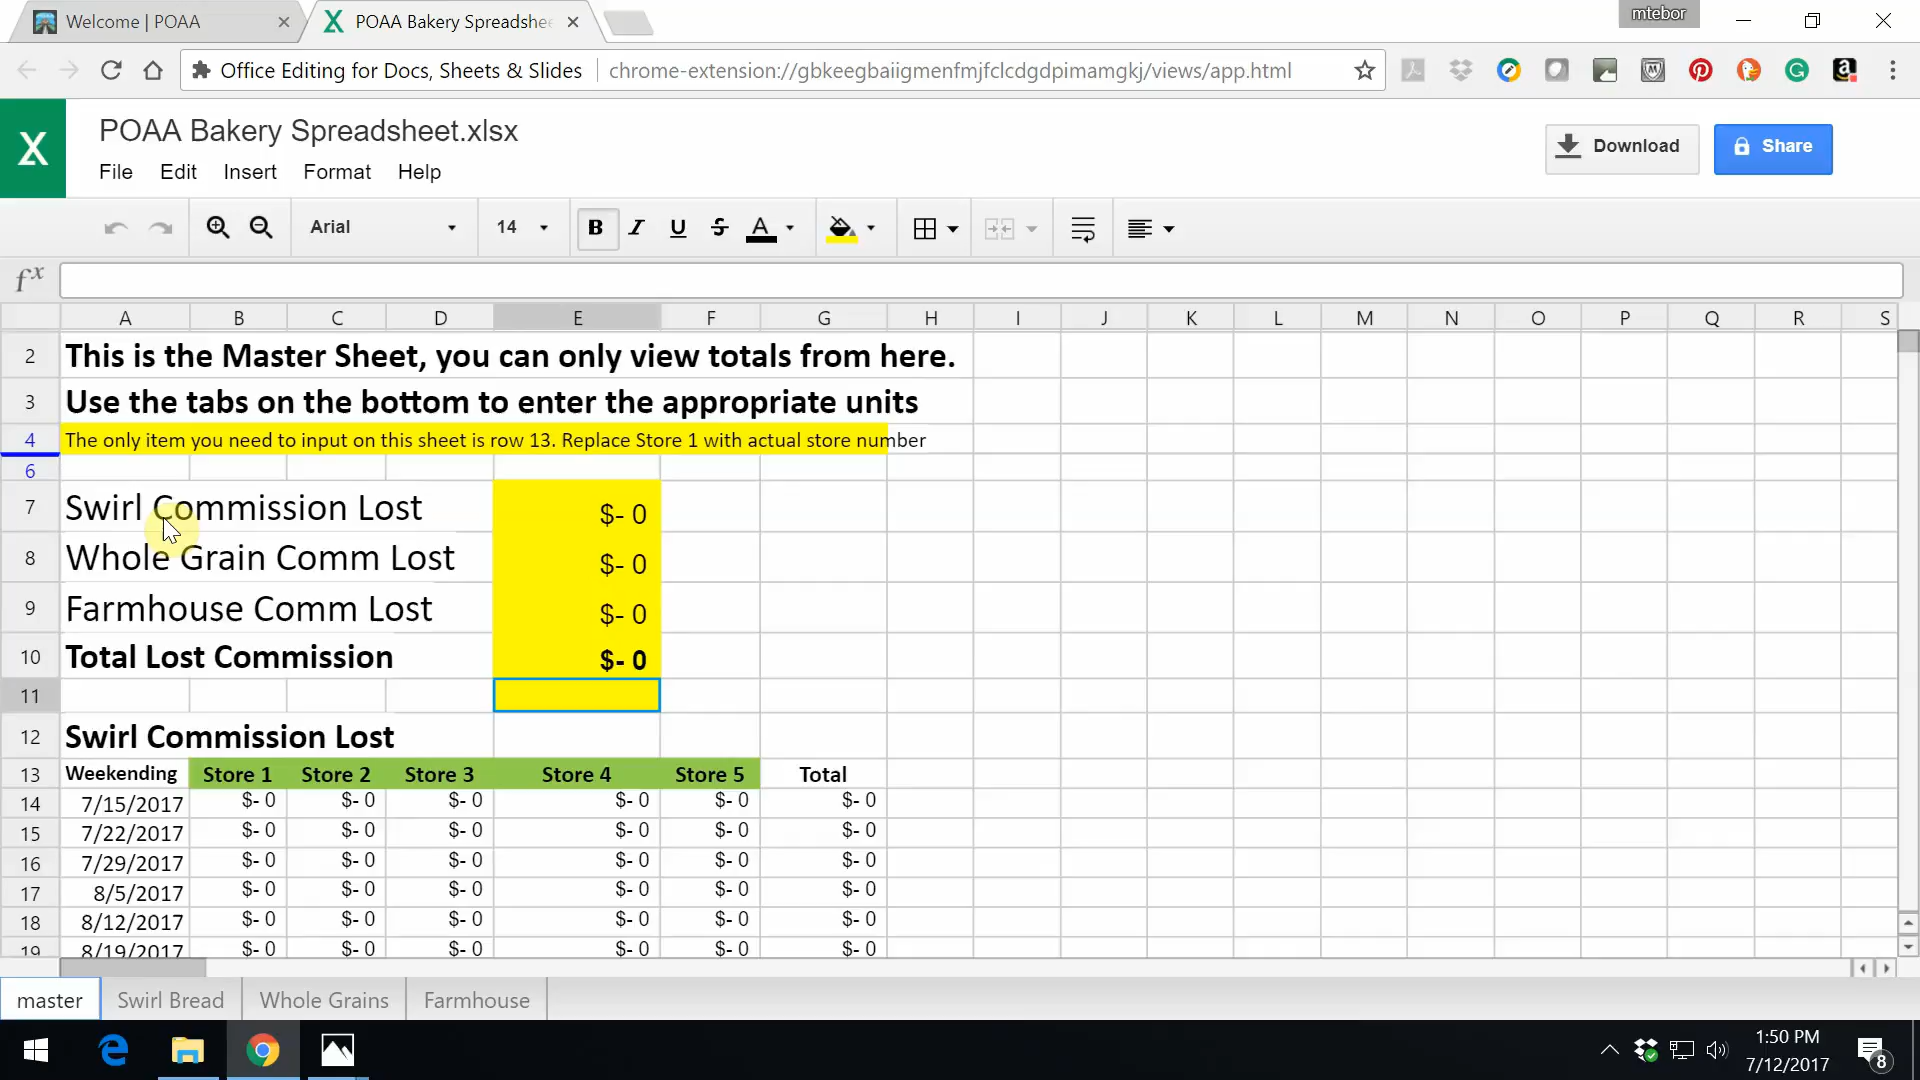 mtebor
Welcome | POAA
POAA Bakery Spreadshe
Office Editing for Docs, Sheets & Slides
chrome-extension://gbkeegbaiigmenfmjfclcdgdpimamgkj/views/app.html
POAA Bakery Spreadsheet.xlsx
File Edit Insert Format Help
Download
Share
Arial
14
B I U S A
fx
A B C D E F G H I J K L M N O P Q R S
2 This is the Master Sheet, you can only view totals from here.
3 Use the tabs on the bottom to enter the appropriate units
4 The only item you need to input on this sheet is row 13. Replace Store 1 with actual store number
6
7 Swirl Commission Lost $- 0
8 Whole Grain Comm Lost $- 0
9 Farmhouse Comm Lost $- 0
10 Total Lost Commission $- 0
11
12 Swirl Commission Lost
13 Weekending Store 1 Store 2 Store 3 Store 4 Store 5 Total
14 7/15/2017 $- 0 $- 0 $- 0 $- 0 $- 0 $- 0
15 7/22/2017 $- 0 $- 0 $- 0 $- 0 $- 0 $- 0
16 7/29/2017 $- 0 $- 0 $- 0 $- 0 $- 0 $- 0
17 8/5/2017 $- 0 $- 0 $- 0 $- 0 $- 0 $- 0
18 8/12/2017 $- 0 $- 0 $- 0 $- 0 $- 0 $- 0
19 8/19/2017 $- 0 $- 0 $- 0 $- 0 $- 0 $- 0
master Swirl Bread Whole Grains Farmhouse
1:50 PM
7/12/2017
8